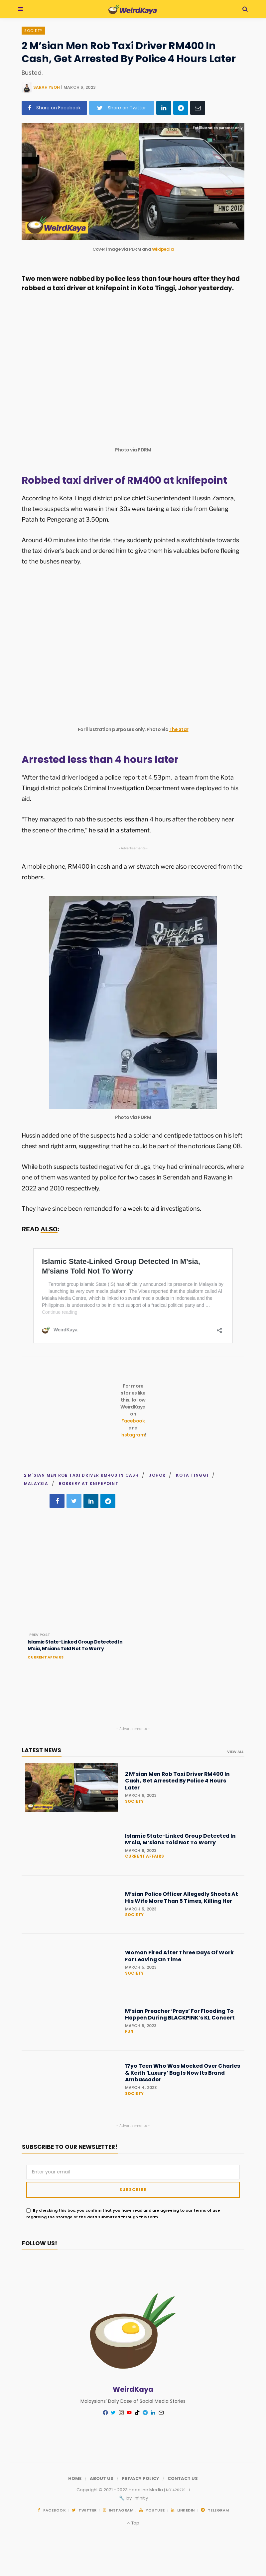 WeirdKaya
SOCIETY
2 M’sian Men Rob Taxi Driver RM400 In
Cash, Get Arrested By Police 4 Hours Later
Busted.
SARAH YEOH | MARCH 6, 2023
Share on Facebook
Share on Twitter
For illustration purposes only
WeirdKaya
HWC 2012
Cover image via PDRM and Wikipedia
Two men were nabbed by police less than four hours after they had
robbed a taxi driver at knifepoint in Kota Tinggi, Johor yesterday.
Photo via PDRM
Robbed taxi driver of RM400 at knifepoint
According to Kota Tinggi district police chief Superintendent Hussin Zamora,
the two suspects who were in their 30s were taking a taxi ride from Gelang
Patah to Pengerang at 3.50pm.
Around 40 minutes into the ride, they suddenly pointed a switchblade towards
the taxi driver’s back and ordered him to give them his valuables before fleeing
to the bushes nearby.
For illustration purposes only. Photo via The Star
Arrested less than 4 hours later
“After the taxi driver lodged a police report at 4.53pm,  a team from the Kota
Tinggi district police’s Criminal Investigation Department were deployed to his
aid.
“They managed to nab the suspects less than 4 hours after the robbery near
the scene of the crime,” he said in a statement.
- Advertisements -
A mobile phone, RM400 in cash and a wristwatch were also recovered from the
robbers.
Photo via PDRM
Hussin added one of the suspects had a spider and centipede tattoos on his left
chest and right arm, suggesting that he could be part of the notorious Gang 08.
While both suspects tested negative for drugs, they had criminal records, where
one of them was wanted by police for two cases in Serendah and Rawang in
2022 and 2010 respectively.
They have since been remanded for a week to aid investigations.
READ ALSO:
Islamic State-Linked Group Detected In M’sia,
M’sians Told Not To Worry
Terrorist group Islamic State (IS) has officially announced its presence in Malaysia by
launching its very own media platform. The Vibes reported that the platform called Al
Malaka Media Centre, which is linked to several media outlets in Indonesia and the
Philippines, is understood to be in direct support of a “radical political party and …
Continue reading
WeirdKaya
For more
stories like
this, follow
WeirdKaya
on
Facebook
and
Instagram!
2 M'SIAN MEN ROB TAXI DRIVER RM400 IN CASH / JOHOR / KOTA TINGGI /
MALAYSIA / ROBBERY AT KNIFEPOINT
PREV POST
Islamic State-Linked Group Detected In
M’sia, M’sians Told Not To Worry
CURRENT AFFAIRS
- Advertisements -
LATEST NEWS
VIEW ALL
2 M’sian Men Rob Taxi Driver RM400 In
Cash, Get Arrested By Police 4 Hours
Later
MARCH 6, 2023
SOCIETY
Islamic State-Linked Group Detected In
M’sia, M’sians Told Not To Worry
MARCH 5, 2023
CURRENT AFFAIRS
M’sian Police Officer Allegedly Shoots At
His Wife More Than 5 Times, Killing Her
MARCH 5, 2023
SOCIETY
Woman Fired After Three Days Of Work
For Leaving On Time
MARCH 5, 2023
SOCIETY
M’sian Preacher ‘Prays’ For Flooding To
Happen During BLACKPINK’s KL Concert
MARCH 5, 2023
FUN
17yo Teen Who Was Mocked Over Charles
& Keith ‘Luxury’ Bag Is Now Its Brand
Ambassador
MARCH 4, 2023
SOCIETY
- Advertisements -
SUBSCRIBE TO OUR NEWSLETTER!
Enter your email
SUBSCRIBE
By checking this box, you confirm that you have read and are agreeing to our terms of use
regarding the storage of the data submitted through this form.
FOLLOW US!
WeirdKaya
Malaysians' Daily Dose of Social Media Stories
HOME | ABOUT US | PRIVACY POLICY | CONTACT US
FACEBOOK
TWITTER
INSTAGRAM
YOUTUBE
LINKEDIN
TELEGRAM
Top